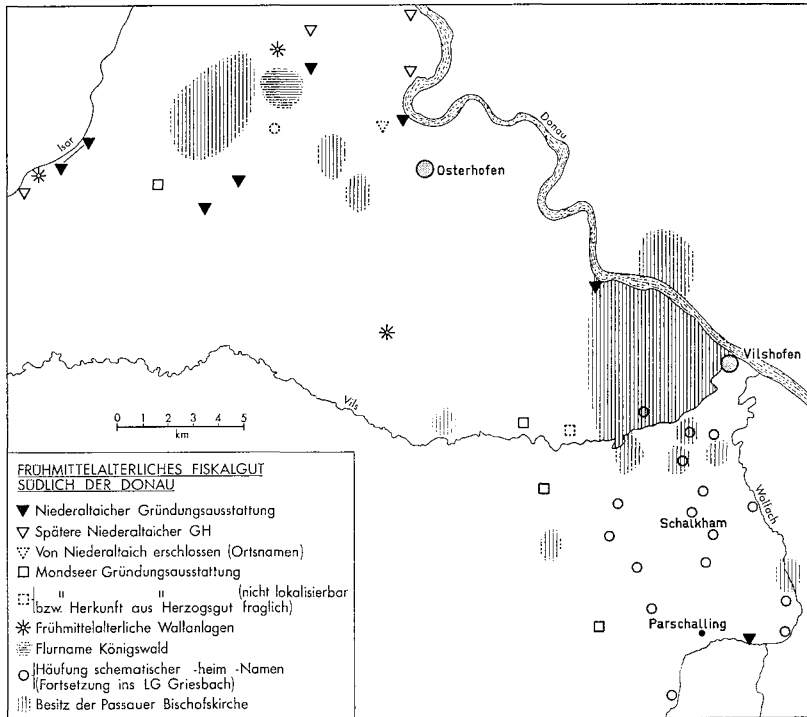 Isar
Donau
Osterhofen
Vilshofen
Vils
0 1 2 3 4 5
km
Wolfach
Schalkham
Parschalling
FRÜHMITTELALTERLICHES FISKALGUT
SÜDLICH DER DONAU
Niederaltaicher Gründungsausstattung
Spätere Niederaltaicher GH
Von Niederaltaich erschlossen (Ortsnamen)
Mondseer Gründungsausstattung
" " (nicht lokalisierbar
bzw. Herkunft aus Herzogsgut fraglich)
Frühmittelalterliche Wallanlagen
Flurname Königswald
Häufung schematischer -heim -Namen
(Fortsetzung ins LG Griesbach)
Besitz der Passauer Bischofskirche